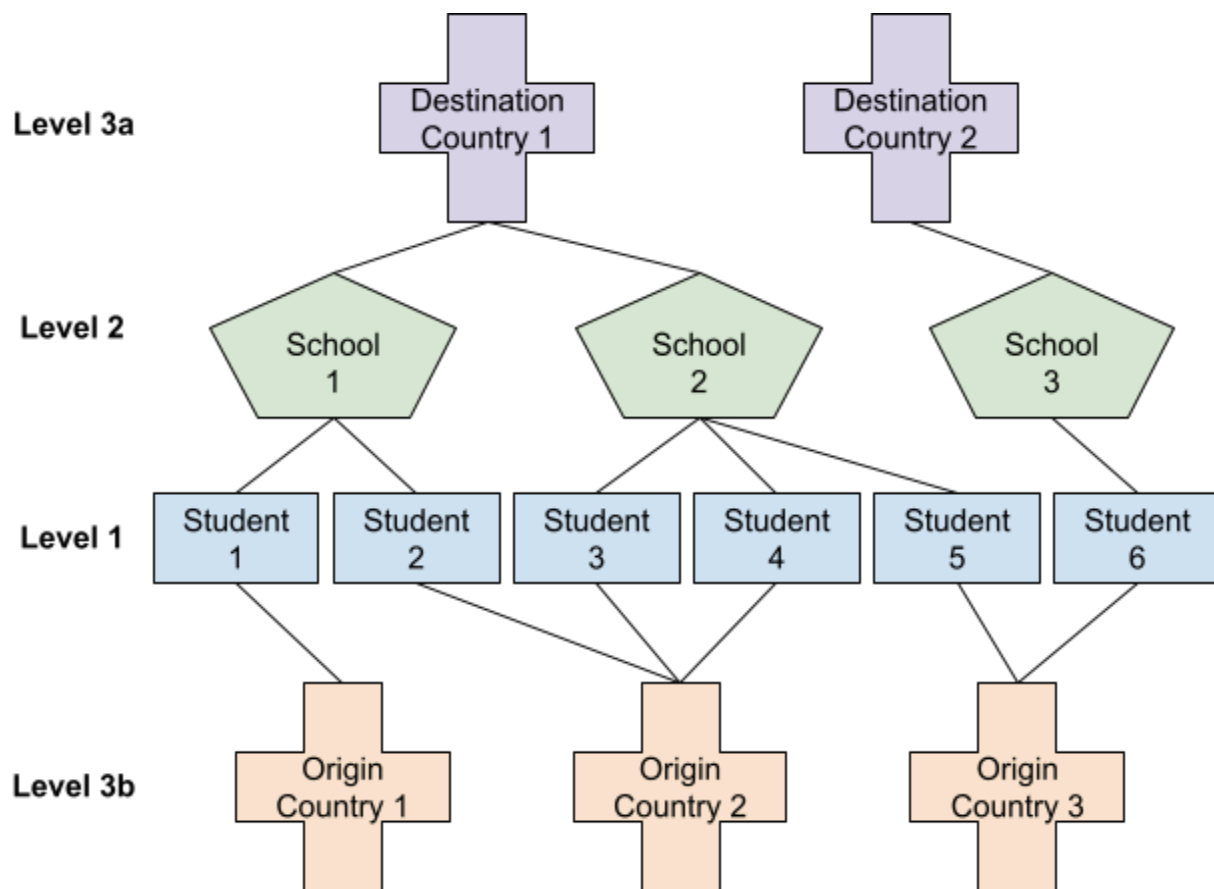 Level 3a
Destination
Country 1
Destination
Country 2
Level 2
School
1
School
2
School
3
Level 1
Student
1
Student
2
Student
3
Student
4
Student
5
Student
6
Level 3b
Origin
Country 1
Origin
Country 2
Origin
Country 3